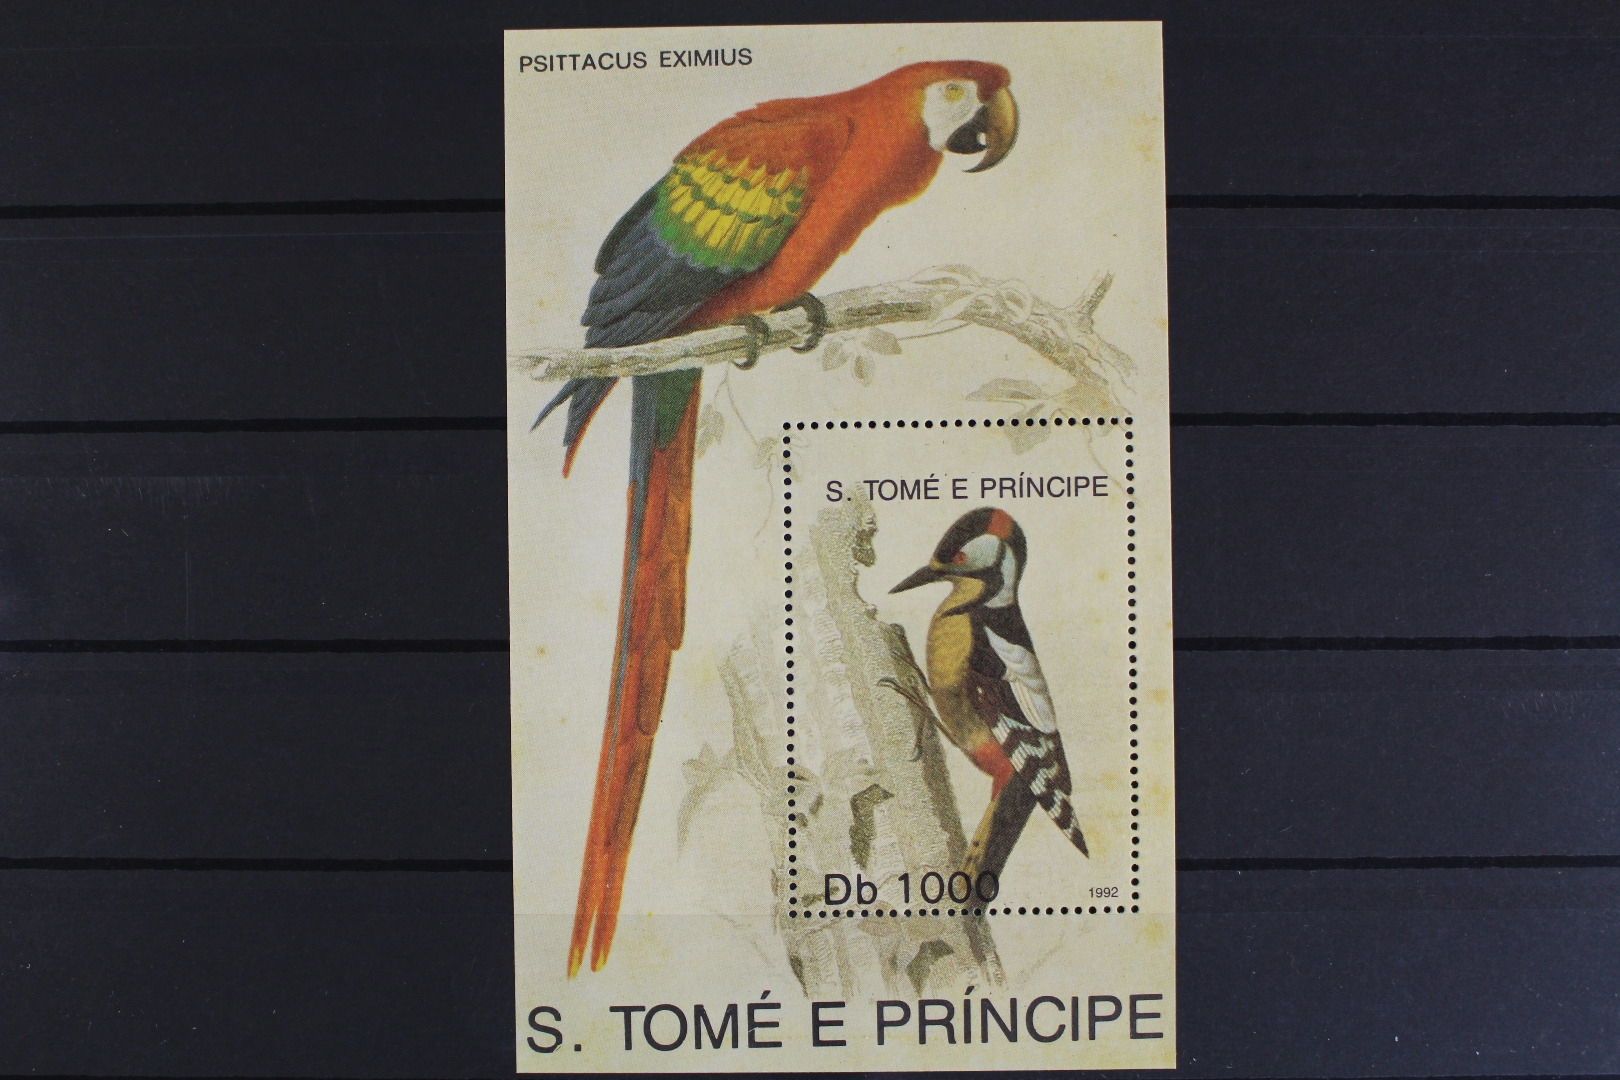 PSITTACUS EXIMIUS
S. TOMÉ E PRÍNCIPE
Db 1000
1992
S. TOMÉ E PRÍNCIPE